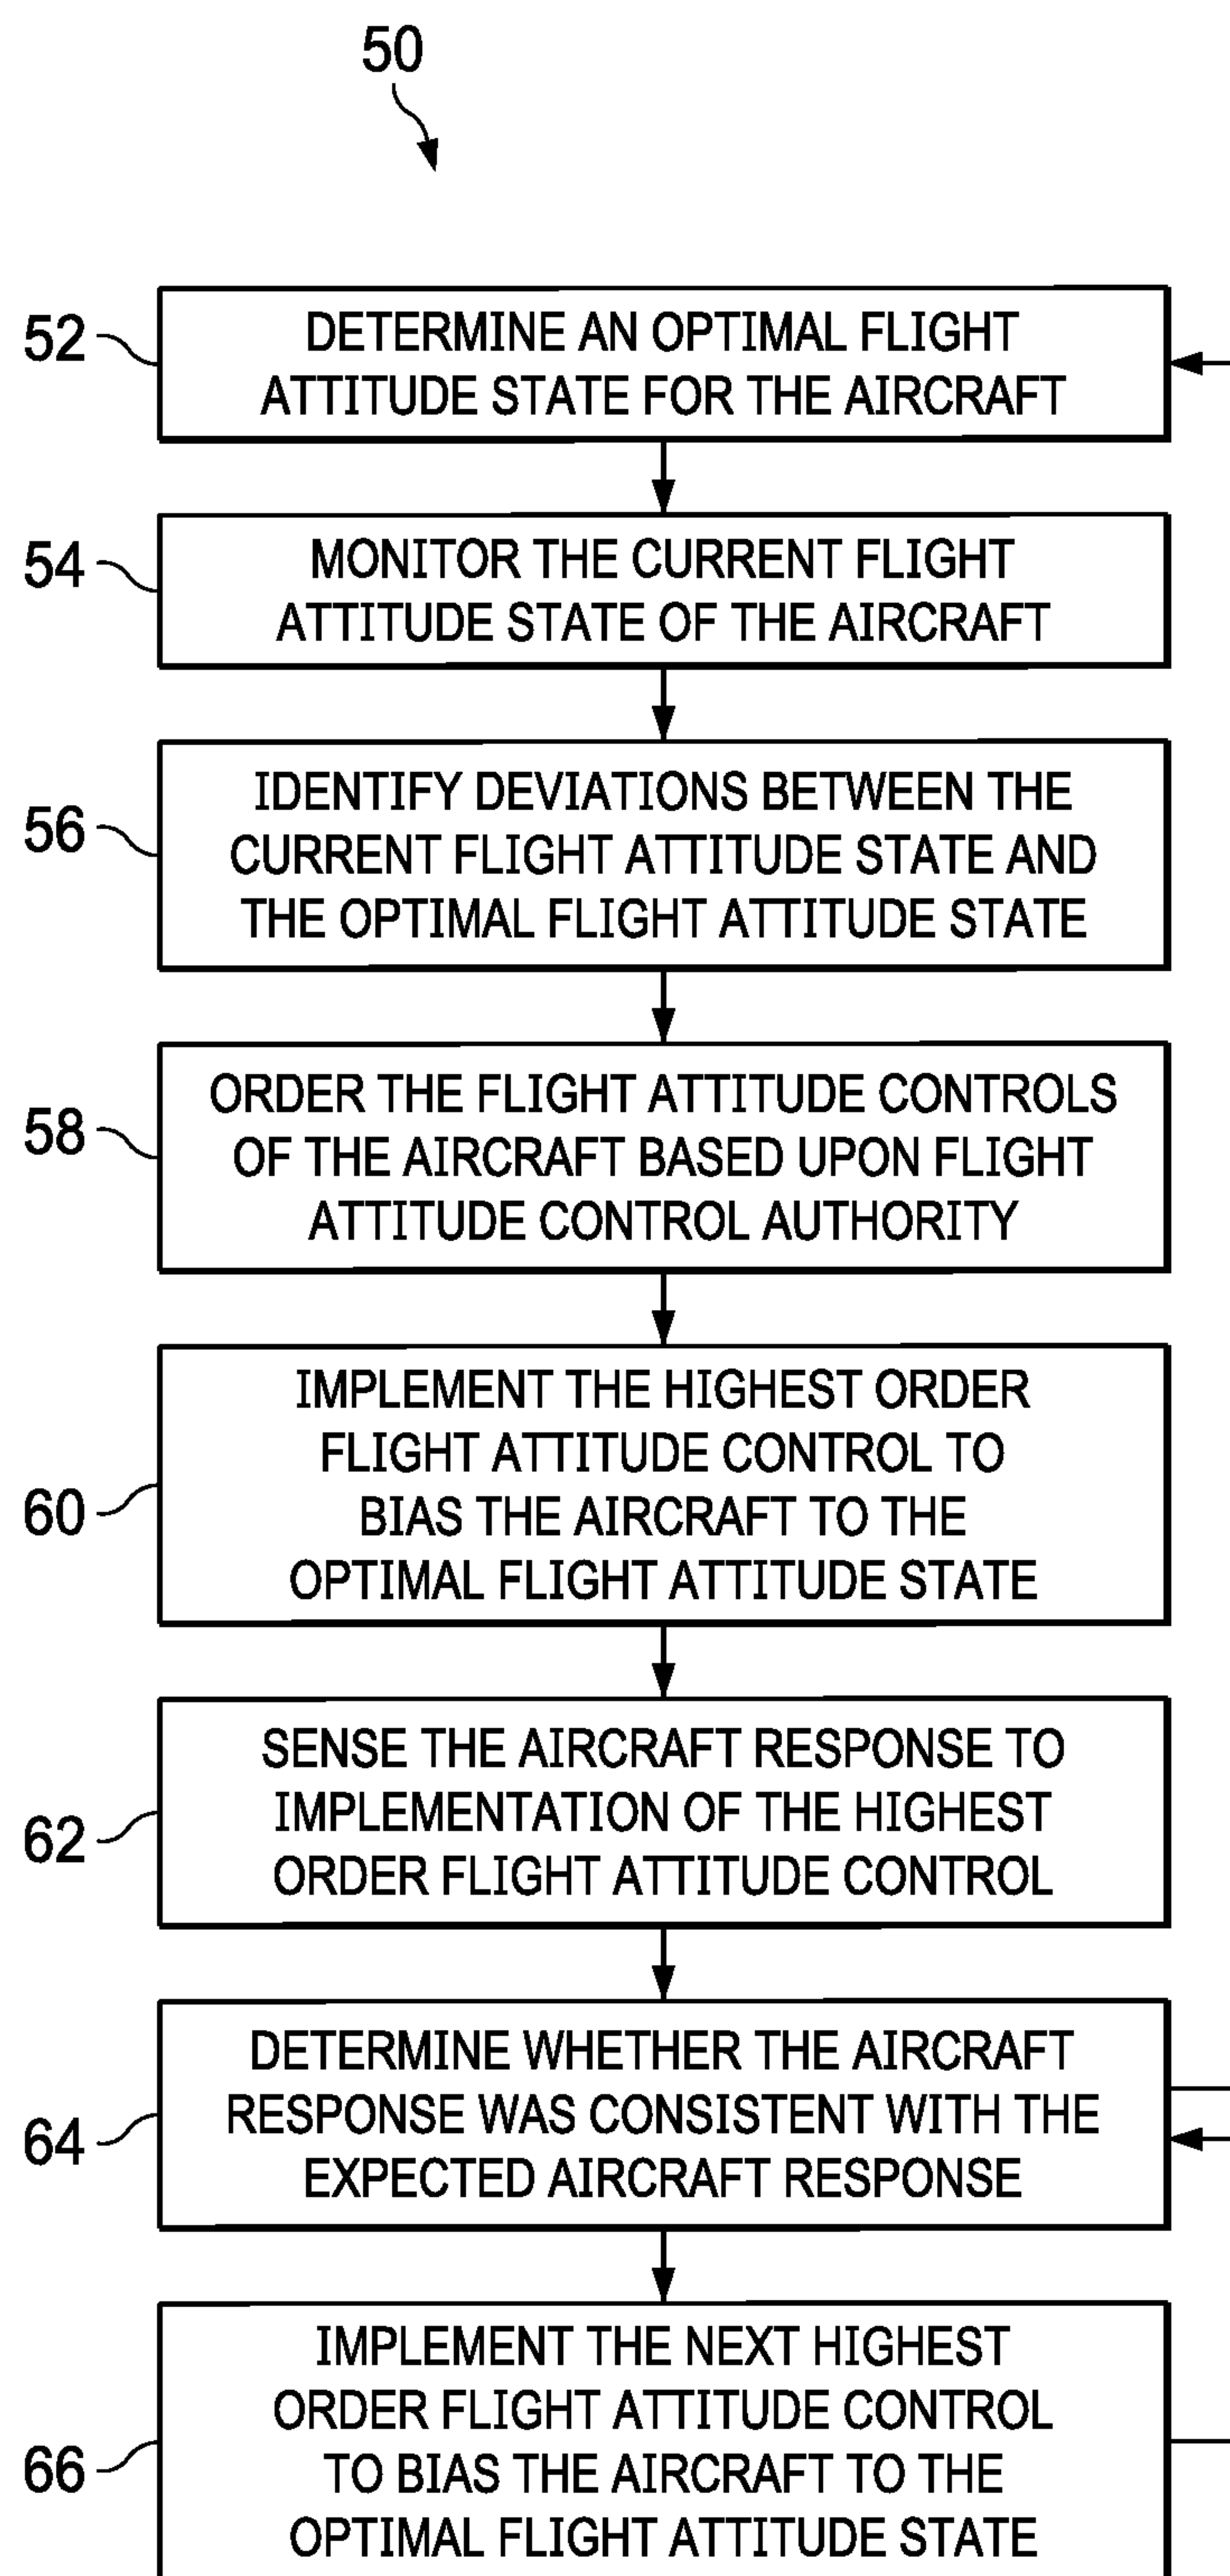 50
52
DETERMINE AN OPTIMAL FLIGHT
ATTITUDE STATE FOR THE AIRCRAFT
54
MONITOR THE CURRENT FLIGHT
ATTITUDE STATE OF THE AIRCRAFT
56
IDENTIFY DEVIATIONS BETWEEN THE
CURRENT FLIGHT ATTITUDE STATE AND
THE OPTIMAL FLIGHT ATTITUDE STATE
58
ORDER THE FLIGHT ATTITUDE CONTROLS
OF THE AIRCRAFT BASED UPON FLIGHT
ATTITUDE CONTROL AUTHORITY
60
IMPLEMENT THE HIGHEST ORDER
FLIGHT ATTITUDE CONTROL TO
BIAS THE AIRCRAFT TO THE
OPTIMAL FLIGHT ATTITUDE STATE
62
SENSE THE AIRCRAFT RESPONSE TO
IMPLEMENTATION OF THE HIGHEST
ORDER FLIGHT ATTITUDE CONTROL
64
DETERMINE WHETHER THE AIRCRAFT
RESPONSE WAS CONSISTENT WITH THE
EXPECTED AIRCRAFT RESPONSE
66
IMPLEMENT THE NEXT HIGHEST
ORDER FLIGHT ATTITUDE CONTROL
TO BIAS THE AIRCRAFT TO THE
OPTIMAL FLIGHT ATTITUDE STATE